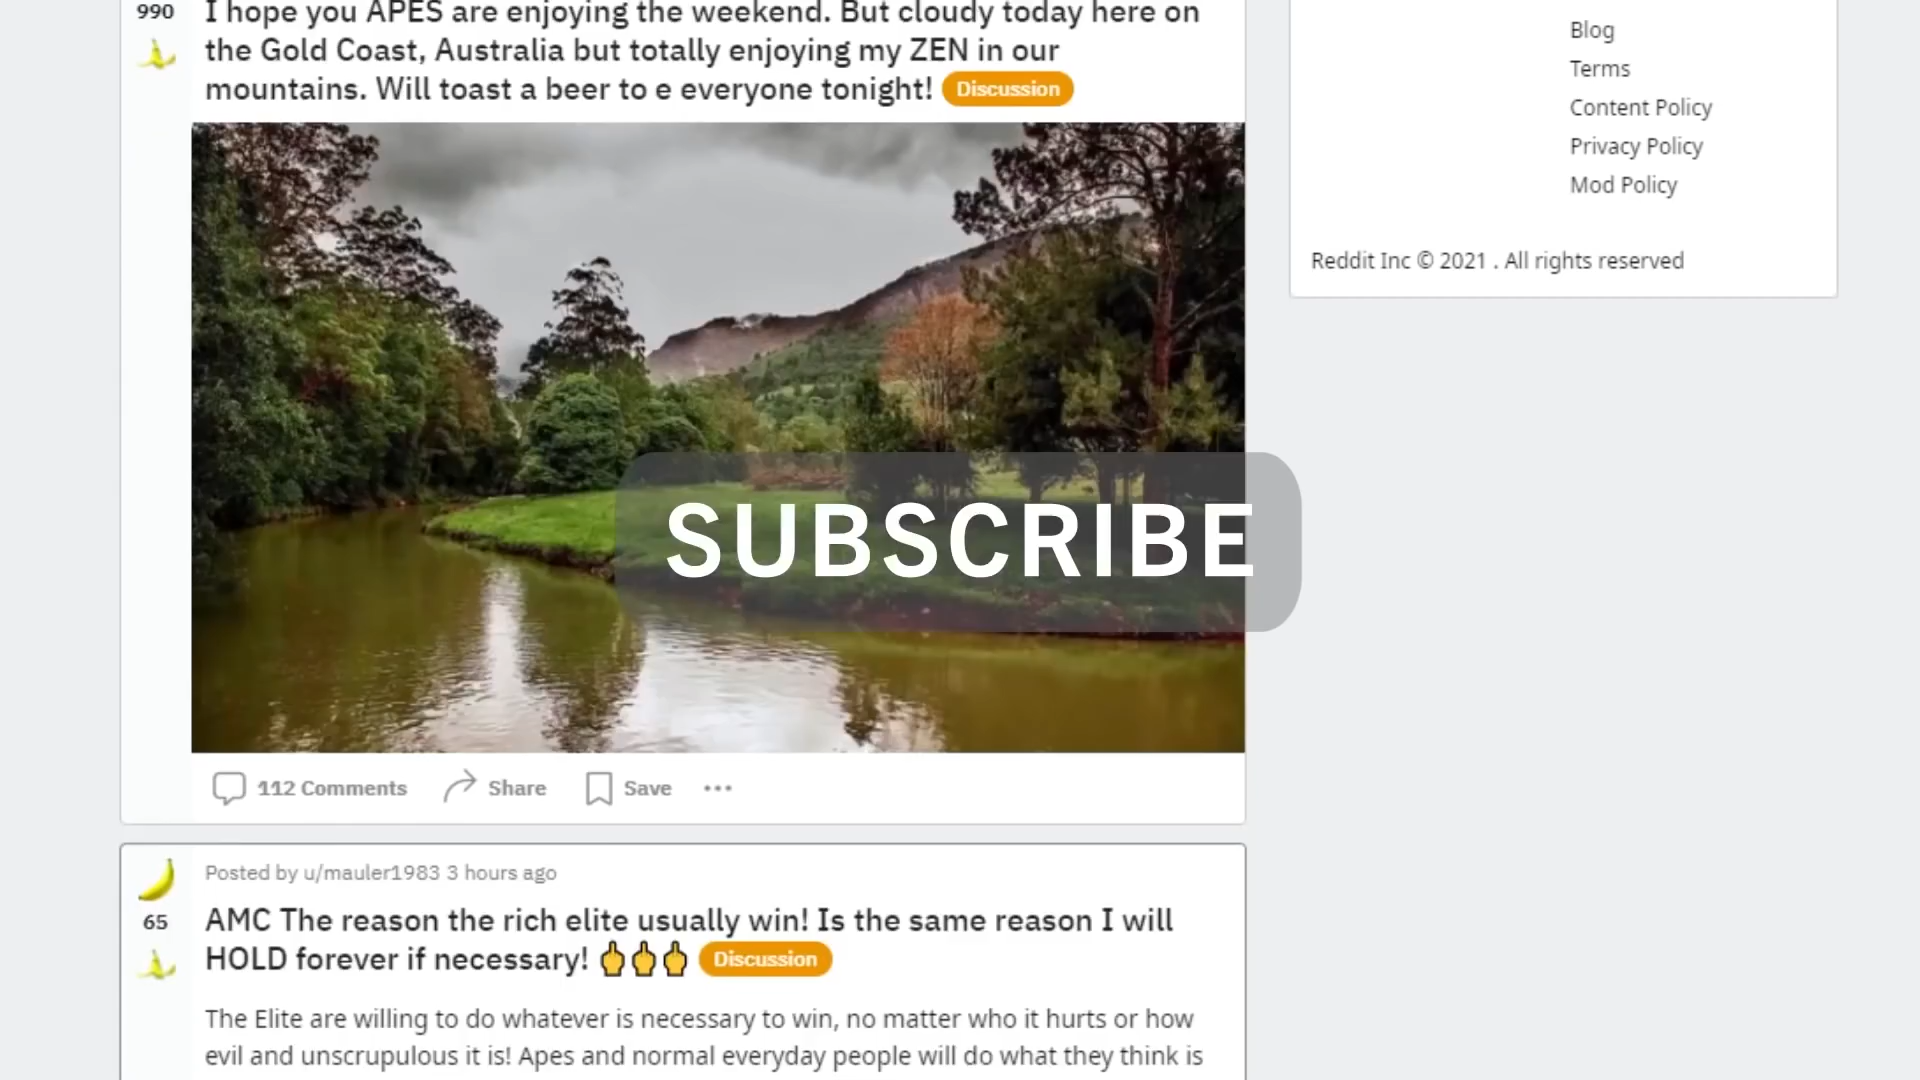 990
I hope you APES are enjoying the weekend. But cloudy today here on
the Gold Coast, Australia but totally enjoying my ZEN in our
mountains. Will toast a beer to e everyone tonight! Discussion
SUBSCRIBE
112 Comments Share Save
Posted by u/mauler1983 3 hours ago
65
AMC The reason the rich elite usually win! Is the same reason I will
HOLD forever if necessary! 🖕🖕🖕 Discussion
The Elite are willing to do whatever is necessary to win, no matter who it hurts or how
evil and unscrupulous it is! Apes and normal everyday people will do what they think is
Blog
Terms
Content Policy
Privacy Policy
Mod Policy
Reddit Inc © 2021 . All rights reserved